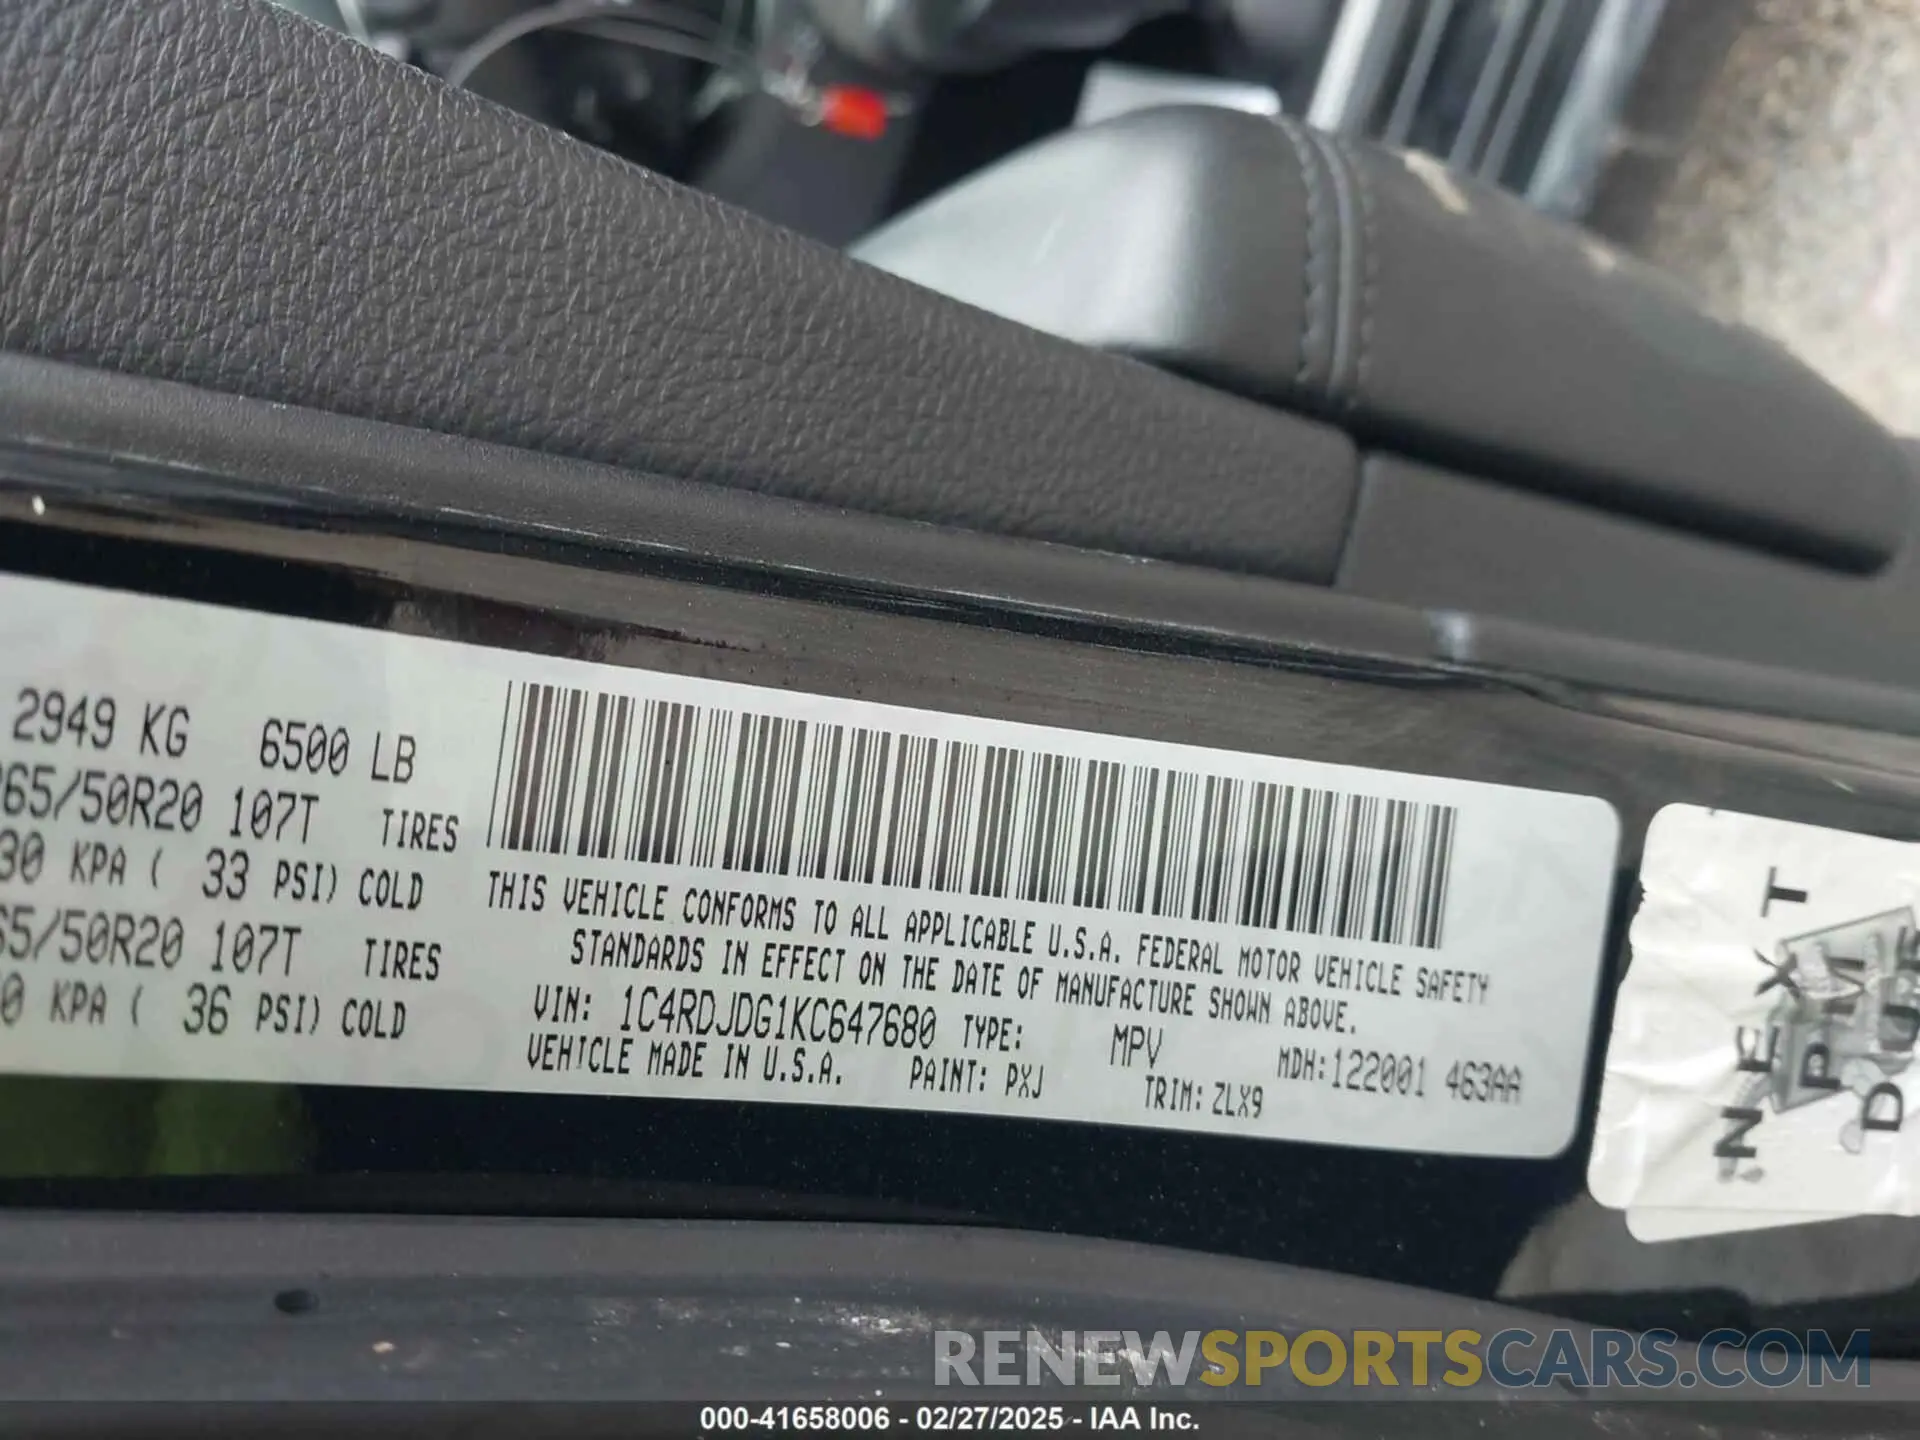 2949 KG 6500 LB
265/50R20 107T TIRES
30 KPA ( 33 PSI) COLD
65/50R20 107T TIRES
0 KPA ( 36 PSI) COLD
THIS VEHICLE CONFORMS TO ALL APPLICABLE U.S.A. FEDERAL MOTOR VEHICLE SAFETY
STANDARDS IN EFFECT ON THE DATE OF MANUFACTURE SHOWN ABOVE.
VIN: 1C4RDJDG1KC647680 TYPE: MPV MDH:122001 463AA
VEHICLE MADE IN U.S.A. PAINT: PXJ TRIM: ZLX9
NEXT
PMT
DUE
RENEWSPORTSCARS.COM
000-41658006 - 02/27/2025 - IAA Inc.